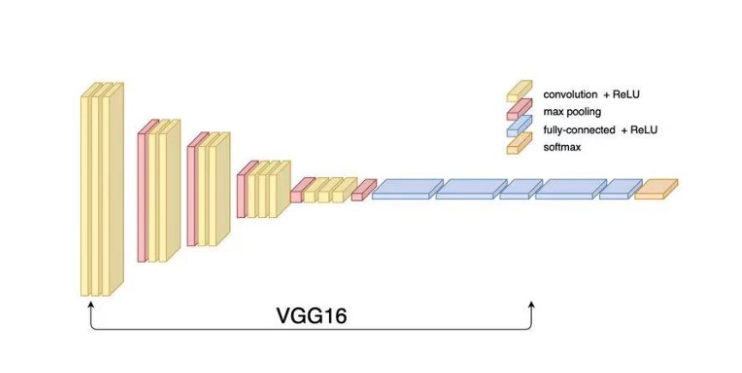 convolution + ReLU
max pooling
fully-connected + ReLU
softmax
VGG16